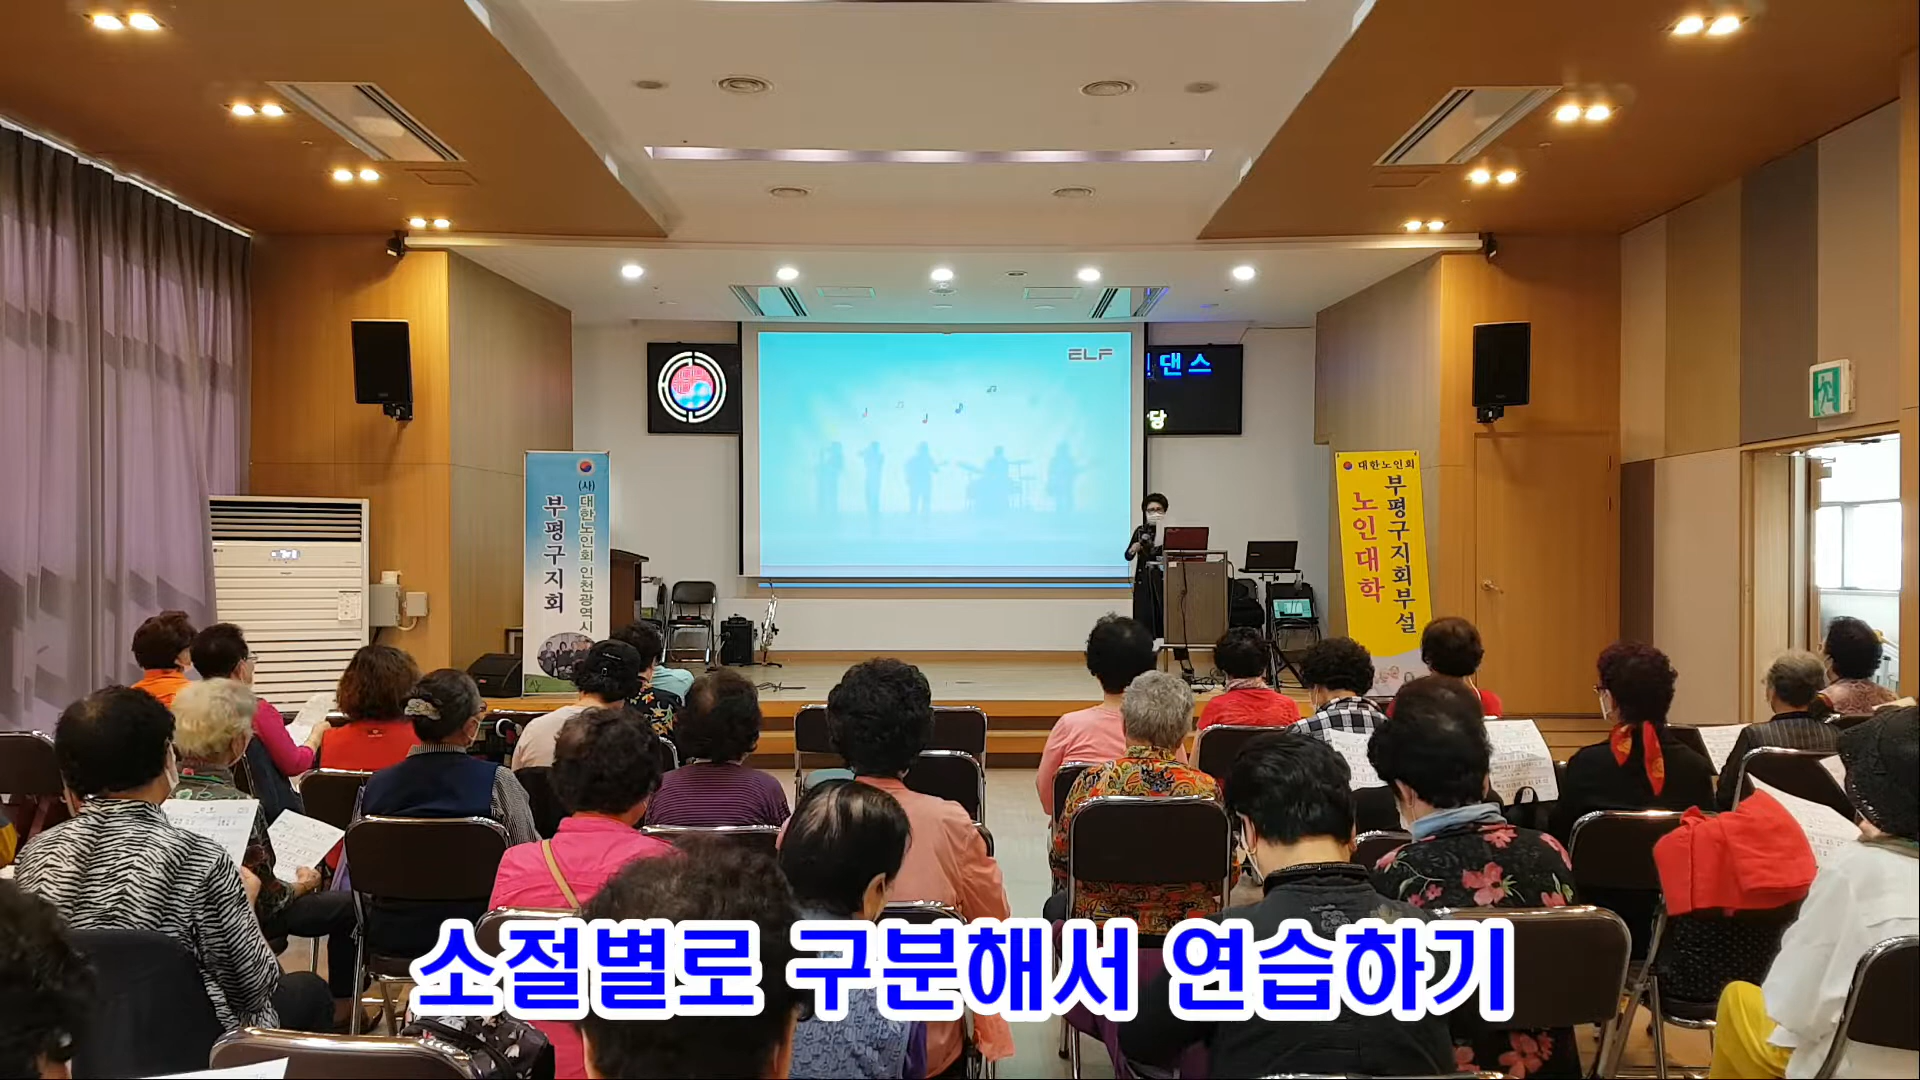 ELF
댄스
당
(사)대한노인회 인천광역시
부평구지회
대한노인회
부평구지회부설
노인대학
소절별로 구분해서 연습하기